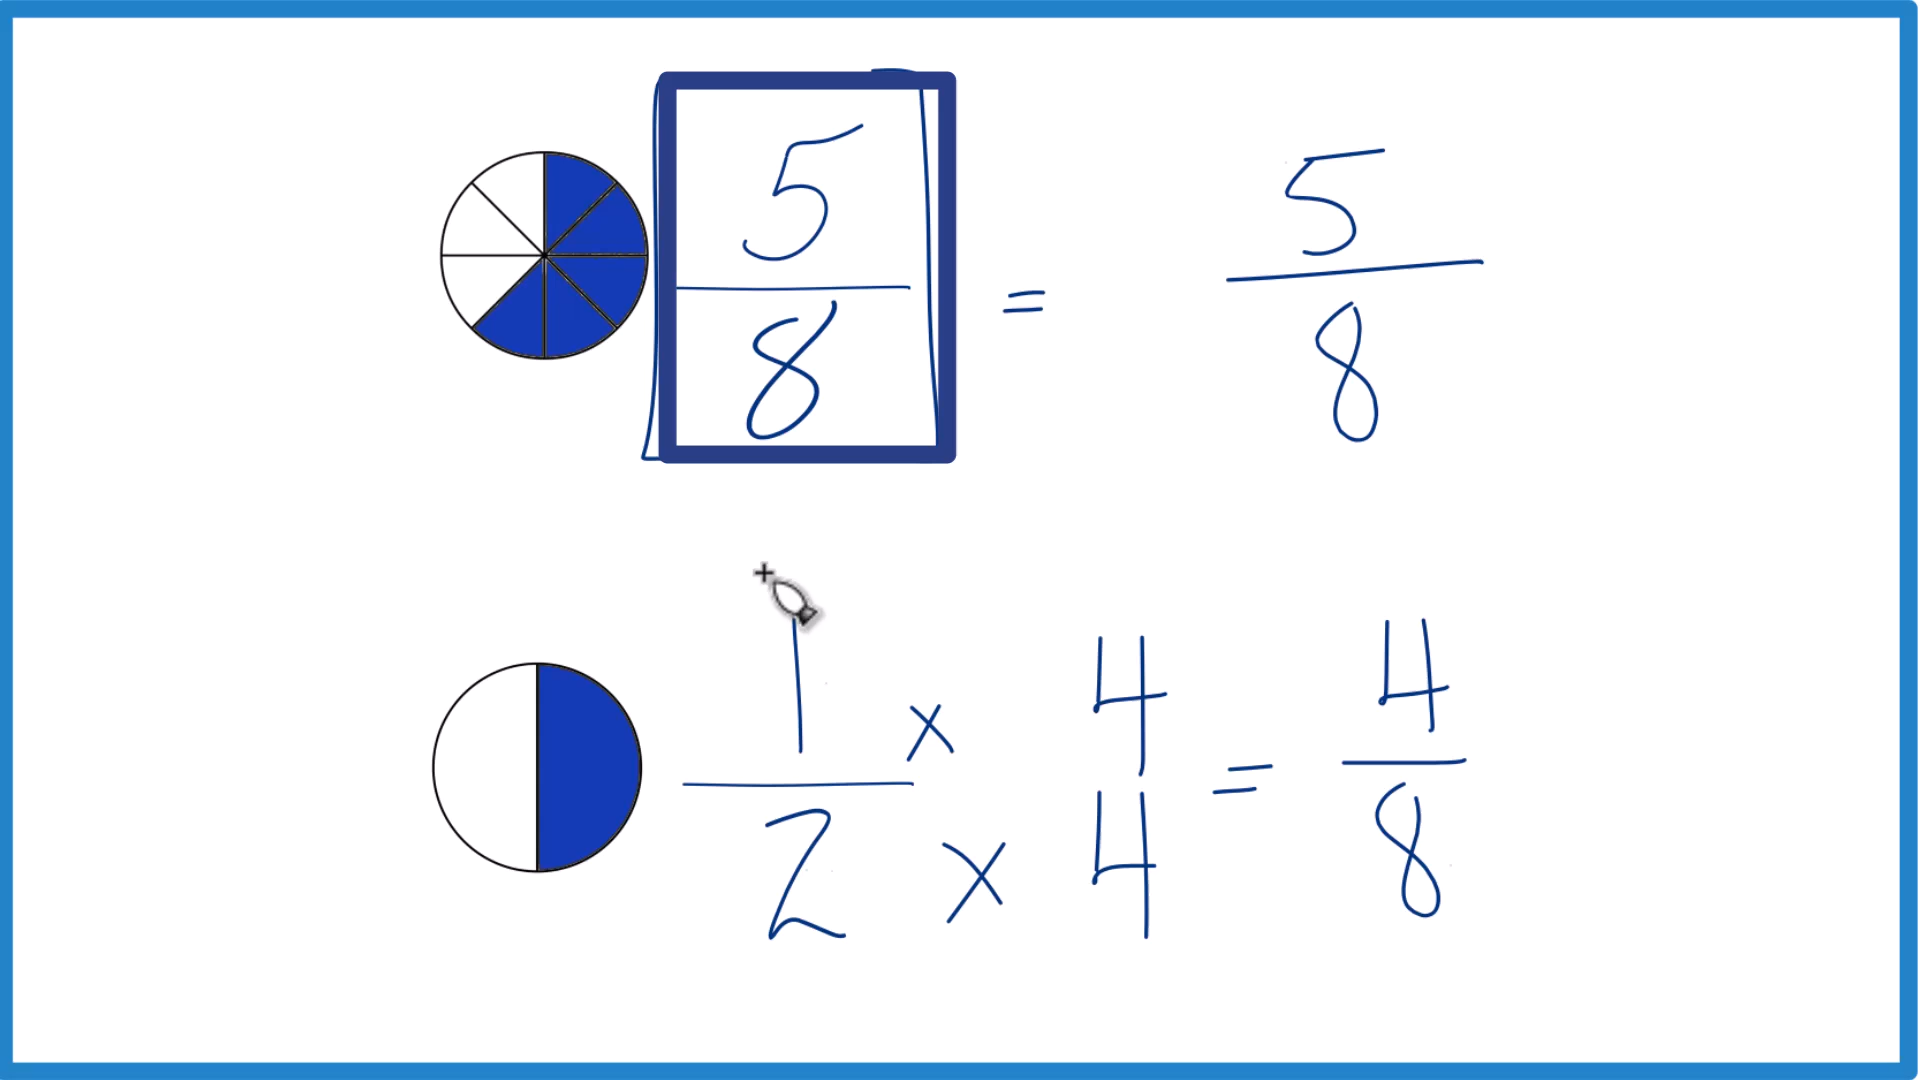 5/8 = 5/8
1/2 x 4/4 = 4/8